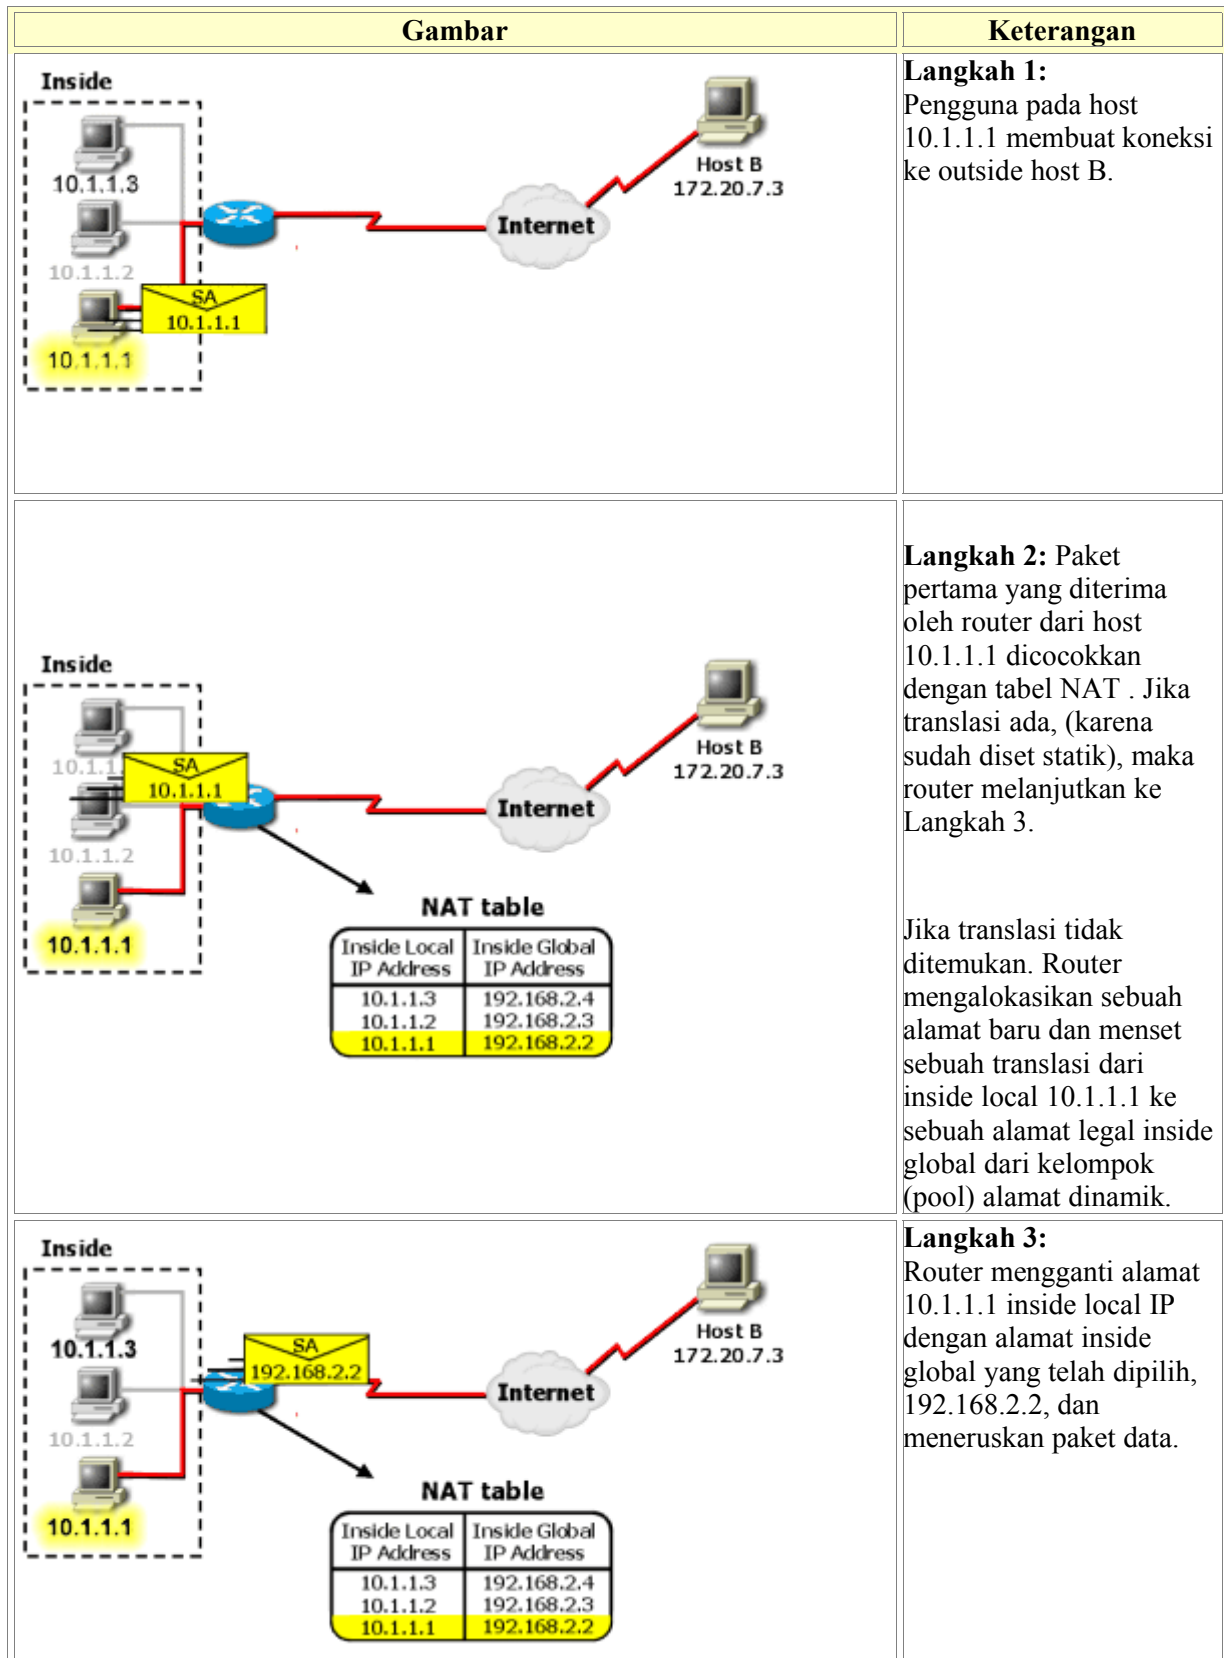 Gambar
Keterangan
Inside
10.1.1.3
10.1.1.2
10.1.1.1
SA
10.1.1.1
Internet
Host B
172.20.7.3
Langkah 1:
Pengguna pada host
10.1.1.1 membuat koneksi
ke outside host B.
Inside
10.1.1
SA
10.1.1.1
10.1.1.2
10.1.1.1
Internet
Host B
172.20.7.3
NAT table
Inside Local IP Address
Inside Global IP Address
10.1.1.3 192.168.2.4
10.1.1.2 192.168.2.3
10.1.1.1 192.168.2.2
Langkah 2: Paket
pertama yang diterima
oleh router dari host
10.1.1.1 dicocokkan
dengan tabel NAT . Jika
translasi ada, (karena
sudah diset statik), maka
router melanjutkan ke
Langkah 3.
Jika translasi tidak
ditemukan. Router
mengalokasikan sebuah
alamat baru dan menset
sebuah translasi dari
inside local 10.1.1.1 ke
sebuah alamat legal inside
global dari kelompok
(pool) alamat dinamik.
Inside
10.1.1.3
10.1.1.2
10.1.1.1
SA
192.168.2.2
Internet
Host B
172.20.7.3
NAT table
Inside Local IP Address
Inside Global IP Address
10.1.1.3 192.168.2.4
10.1.1.2 192.168.2.3
10.1.1.1 192.168.2.2
Langkah 3:
Router mengganti alamat
10.1.1.1 inside local IP
dengan alamat inside
global yang telah dipilih,
192.168.2.2, dan
meneruskan paket data.